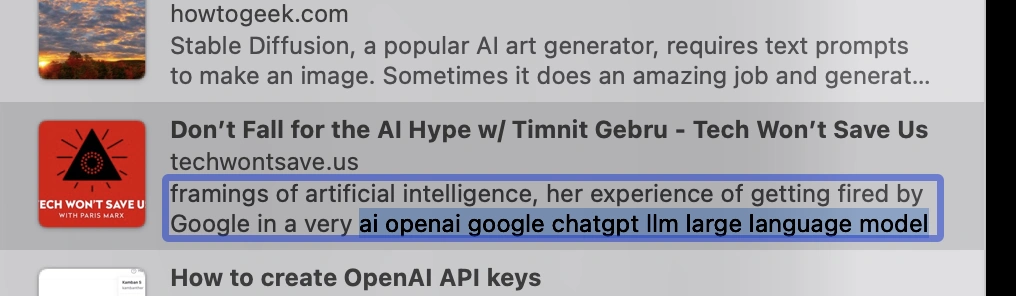 howtogeek.com
Stable Diffusion, a popular AI art generator, requires text prompts
to make an image. Sometimes it does an amazing job and generat...
Don’t Fall for the AI Hype w/ Timnit Gebru - Tech Won’t Save Us
techwontsave.us
ECH WON'T SAVE U
WITH PARIS MARX
framings of artificial intelligence, her experience of getting fired by
Google in a very ai openai google chatgpt llm large language model
How to create OpenAI API keys